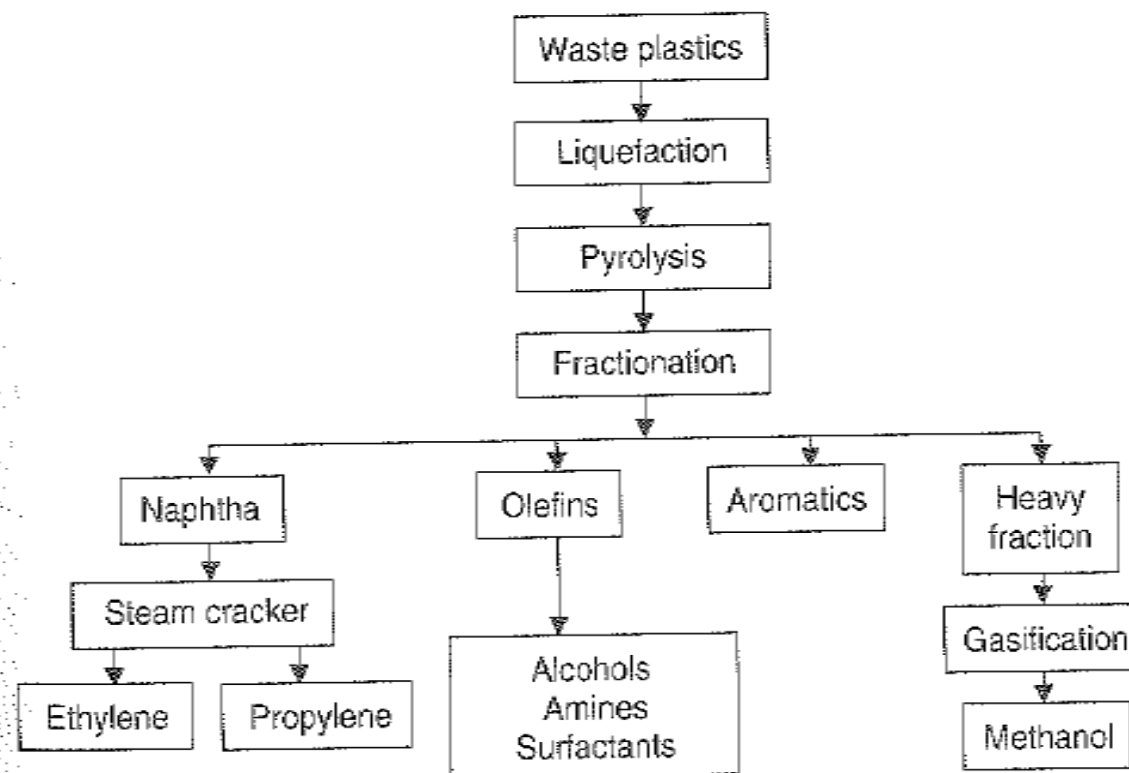 Waste plastics
Liquefaction
Pyrolysis
Fractionation
Naphtha
Olefins
Aromatics
Heavy
fraction
Steam cracker
Gasification
Ethylene
Propylene
Alcohols
Amines
Surfactants
Methanol